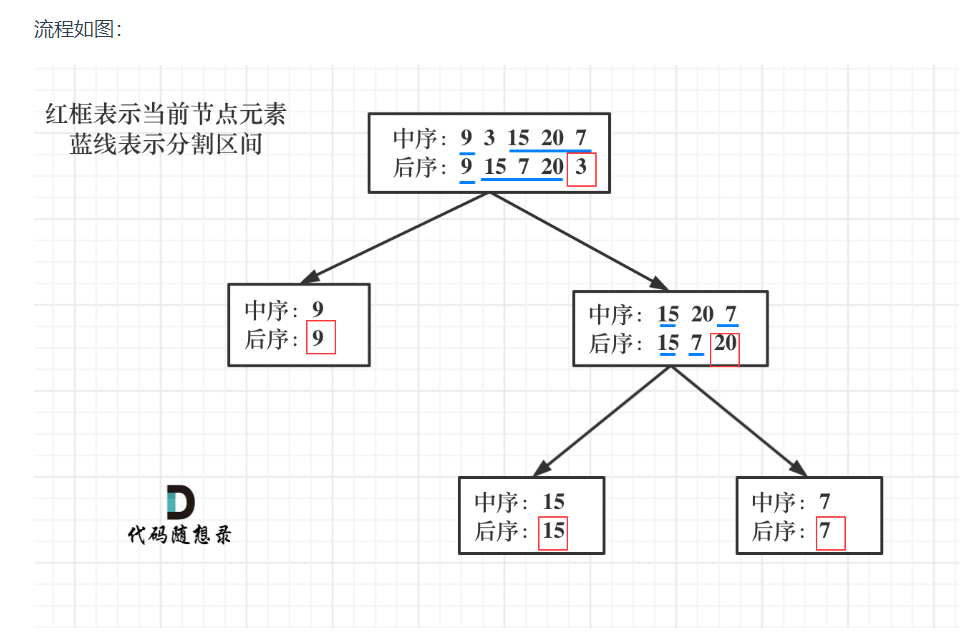 流程如图：
红框表示当前节点元素
蓝线表示分割区间
中序：9 3 15 20 7
后序：9 15 7 20 3
中序：9
后序：9
中序：15 20 7
后序：15 7 20
中序：15
后序：15
中序：7
后序：7
D
代码随想录